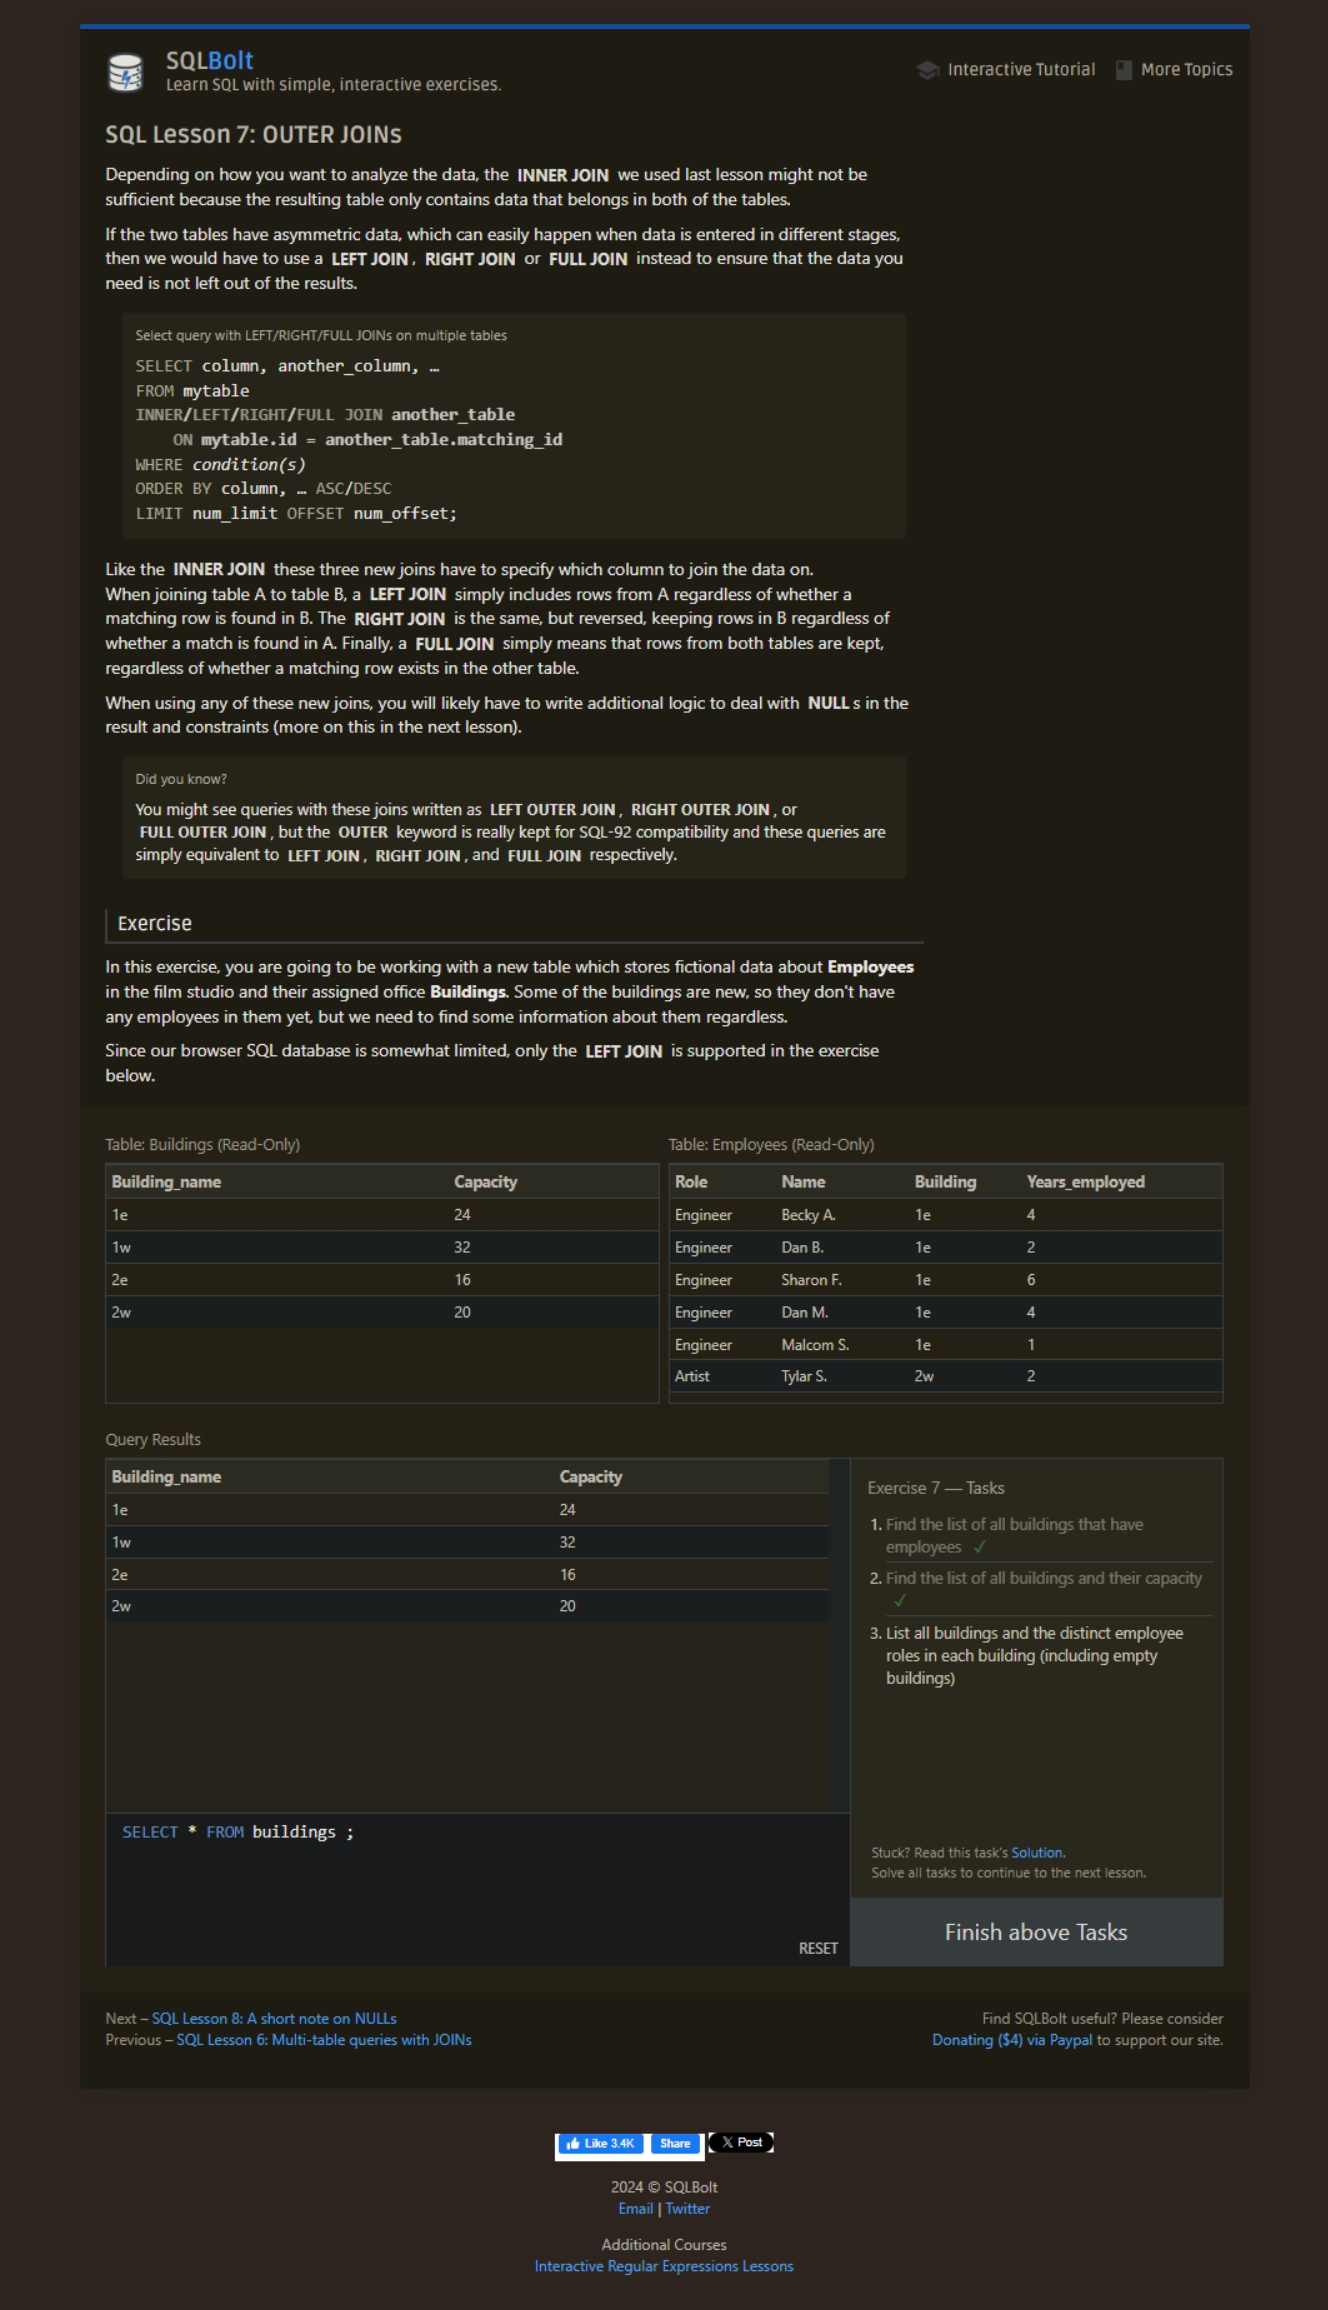 SQLBolt
Learn SQL with simple, interactive exercises.
Interactive Tutorial
More Topics
SQL Lesson 7: OUTER JOINs
Depending on how you want to analyze the data, the INNER JOIN we used last lesson might not be
sufficient because the resulting table only contains data that belongs in both of the tables.
If the two tables have asymmetric data, which can easily happen when data is entered in different stages,
then we would have to use a LEFT JOIN, RIGHT JOIN or FULL JOIN instead to ensure that the data you
need is not left out of the results.
Select query with LEFT/RIGHT/FULL JOINs on multiple tables
SELECT column, another_column, …
FROM mytable
INNER/LEFT/RIGHT/FULL JOIN another_table
ON mytable.id = another_table.matching_id
WHERE condition(s)
ORDER BY column, … ASC/DESC
LIMIT num_limit OFFSET num_offset;
Like the INNER JOIN these three new joins have to specify which column to join the data on.
When joining table A to table B, a LEFT JOIN simply includes rows from A regardless of whether a
matching row is found in B. The RIGHT JOIN is the same, but reversed, keeping rows in B regardless of
whether a match is found in A. Finally, a FULL JOIN simply means that rows from both tables are kept,
regardless of whether a matching row exists in the other table.
When using any of these new joins, you will likely have to write additional logic to deal with NULLs in the
result and constraints (more on this in the next lesson).
Did you know?
You might see queries with these joins written as LEFT OUTER JOIN, RIGHT OUTER JOIN, or
FULL OUTER JOIN, but the OUTER keyword is really kept for SQL-92 compatibility and these queries are
simply equivalent to LEFT JOIN, RIGHT JOIN, and FULL JOIN respectively.
Exercise
In this exercise, you are going to be working with a new table which stores fictional data about Employees
in the film studio and their assigned office Buildings. Some of the buildings are new, so they don't have
any employees in them yet, but we need to find some information about them regardless.
Since our browser SQL database is somewhat limited, only the LEFT JOIN is supported in the exercise
below.
Table: Buildings (Read-Only)
Building_name Capacity
1e 24
1w 32
2e 16
2w 20
Table: Employees (Read-Only)
Role Name Building Years_employed
Engineer Becky A. 1e 4
Engineer Dan B. 1e 2
Engineer Sharon F. 1e 6
Engineer Dan M. 1e 4
Engineer Malcom S. 1e 1
Artist Tylar S. 2w 2
Query Results
Building_name Capacity
1e 24
1w 32
2e 16
2w 20
SELECT * FROM buildings ;
RESET
Exercise 7 — Tasks
1. Find the list of all buildings that have
employees ✓
2. Find the list of all buildings and their capacity
✓
3. List all buildings and the distinct employee
roles in each building (including empty
buildings)
Stuck? Read this task's Solution.
Solve all tasks to continue to the next lesson.
Finish above Tasks
Next – SQL Lesson 8: A short note on NULLs
Previous – SQL Lesson 6: Multi-table queries with JOINs
Find SQLBolt useful? Please consider
Donating ($4) via Paypal to support our site.
Like 3.4K
Share
X Post
2024 © SQLBolt
Email | Twitter
Additional Courses
Interactive Regular Expressions Lessons